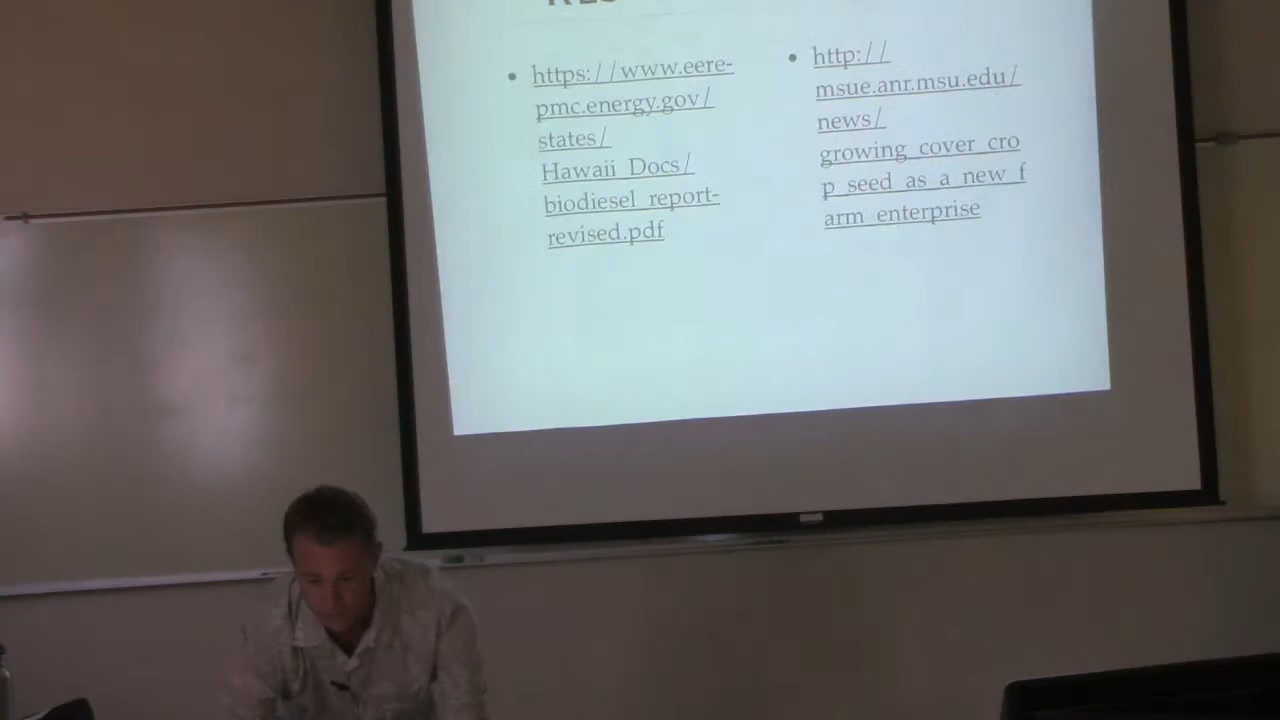 • https://www.eere-
pmc.energy.gov/
states/
Hawaii_Docs/
biodiesel_report-
revised.pdf
• http://
msue.anr.msu.edu/
news/
growing_cover_cro
p_seed_as_a_new_f
arm_enterprise